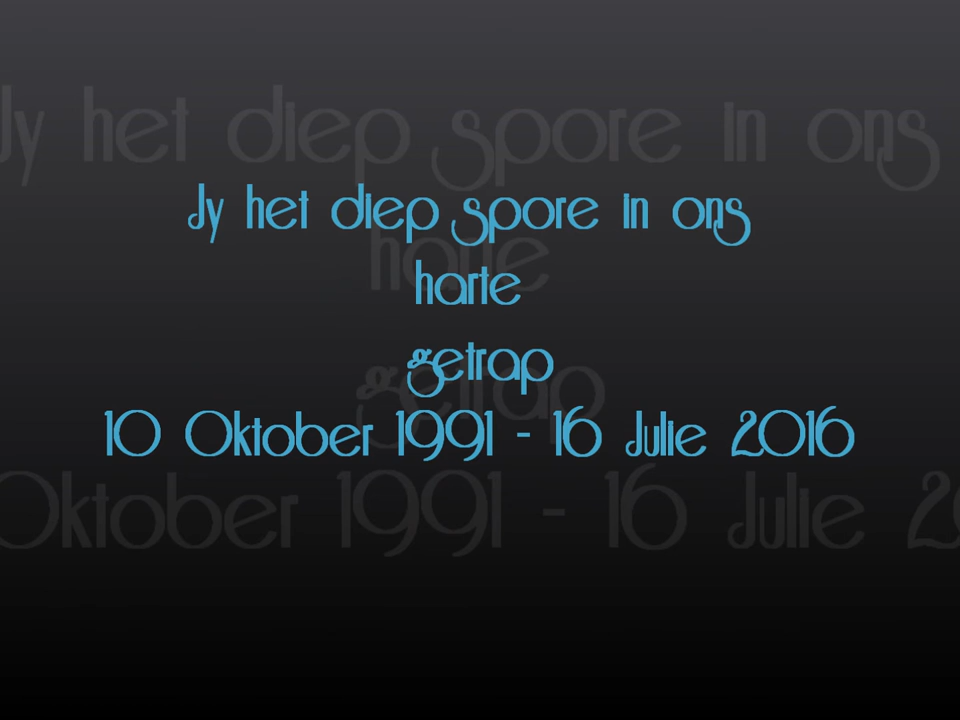 Jy het diep spore in ons
harte
getrap
10 Oktober 1991 - 16 Julie 2016